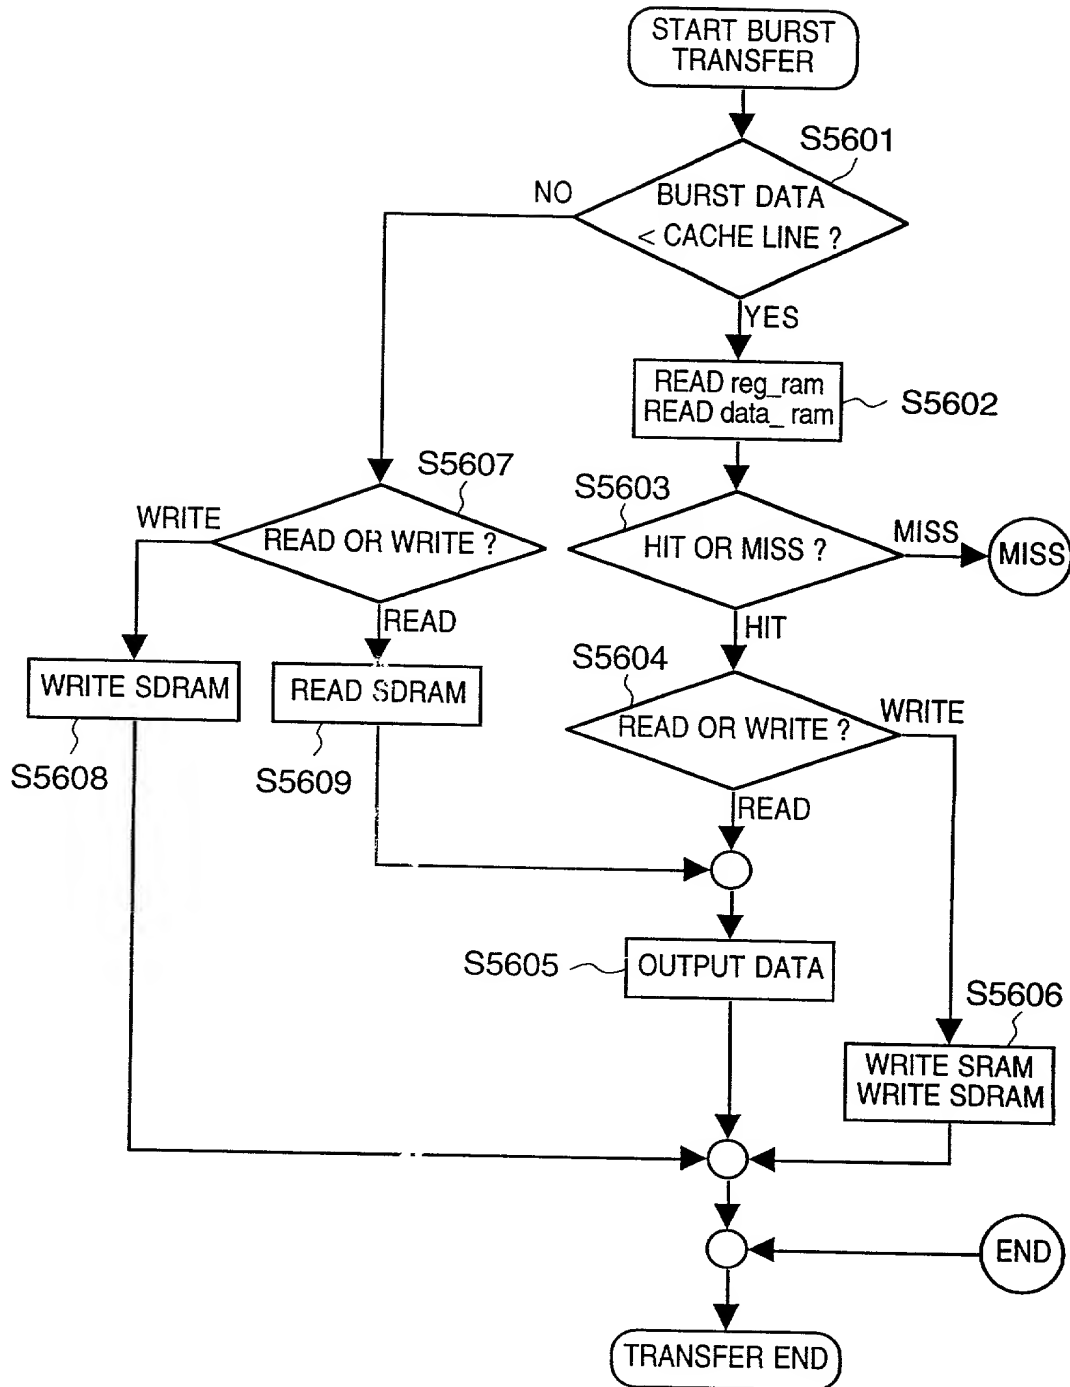 START BURST
TRANSFER
S5601
NO
BURST DATA
< CACHE LINE ?
YES
READ reg_ram
READ data_ ram
S5602
S5607
S5603
WRITE
READ OR WRITE ?
HIT OR MISS ?
MISS
MISS
READ
HIT
S5604
WRITE SDRAM
READ SDRAM
READ OR WRITE ?
WRITE
S5608
S5609
READ
S5605
OUTPUT DATA
S5606
WRITE SRAM
WRITE SDRAM
END
TRANSFER END